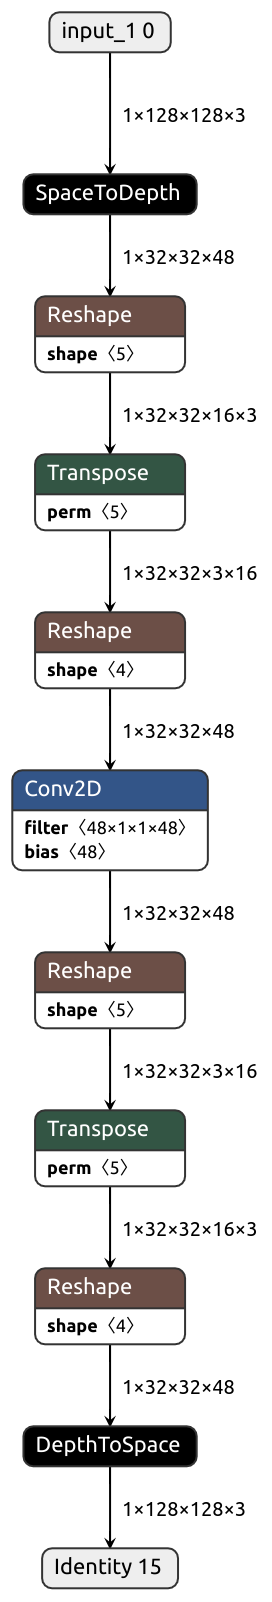 input_1 0
1×128×128×3
SpaceToDepth
1×32×32×48
Reshape
shape〈5〉
1×32×32×16×3
Transpose
perm〈5〉
1×32×32×3×16
Reshape
shape〈4〉
1×32×32×48
Conv2D
filter〈48×1×1×48〉
bias〈48〉
1×32×32×48
Reshape
shape〈5〉
1×32×32×3×16
Transpose
perm〈5〉
1×32×32×16×3
Reshape
shape〈4〉
1×32×32×48
DepthToSpace
1×128×128×3
Identity 15